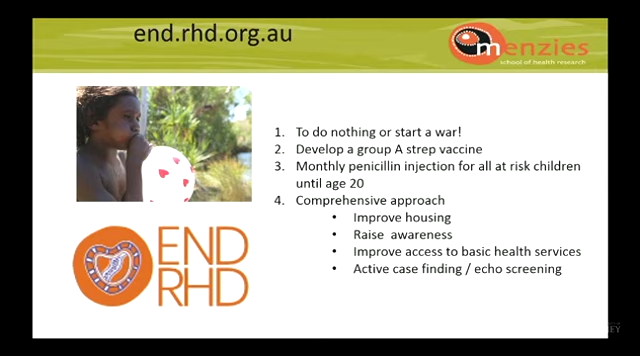 end.rhd.org.au
menzies
school of health research
1. To do nothing or start a war!
2. Develop a group A strep vaccine
3. Monthly penicillin injection for all at risk children
until age 20
4. Comprehensive approach
• Improve housing
• Raise awareness
• Improve access to basic health services
• Active case finding / echo screening
END
RHD